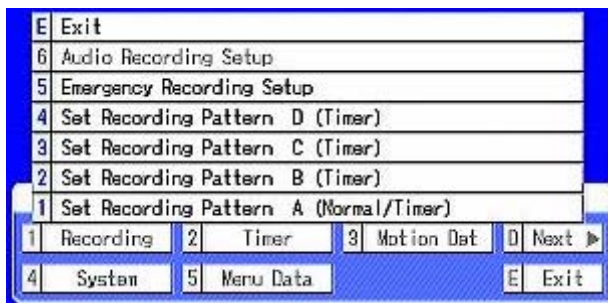 E Exit
6 Audio Recording Setup
5 Emergency Recording Setup
4 Set Recording Pattern D (Timer)
3 Set Recording Pattern C (Timer)
2 Set Recording Pattern B (Timer)
1 Set Recording Pattern A (Normal/Timer)
1 Recording 2 Timer 3 Motion Det D Next ▶
4 System 5 Menu Data E Exit